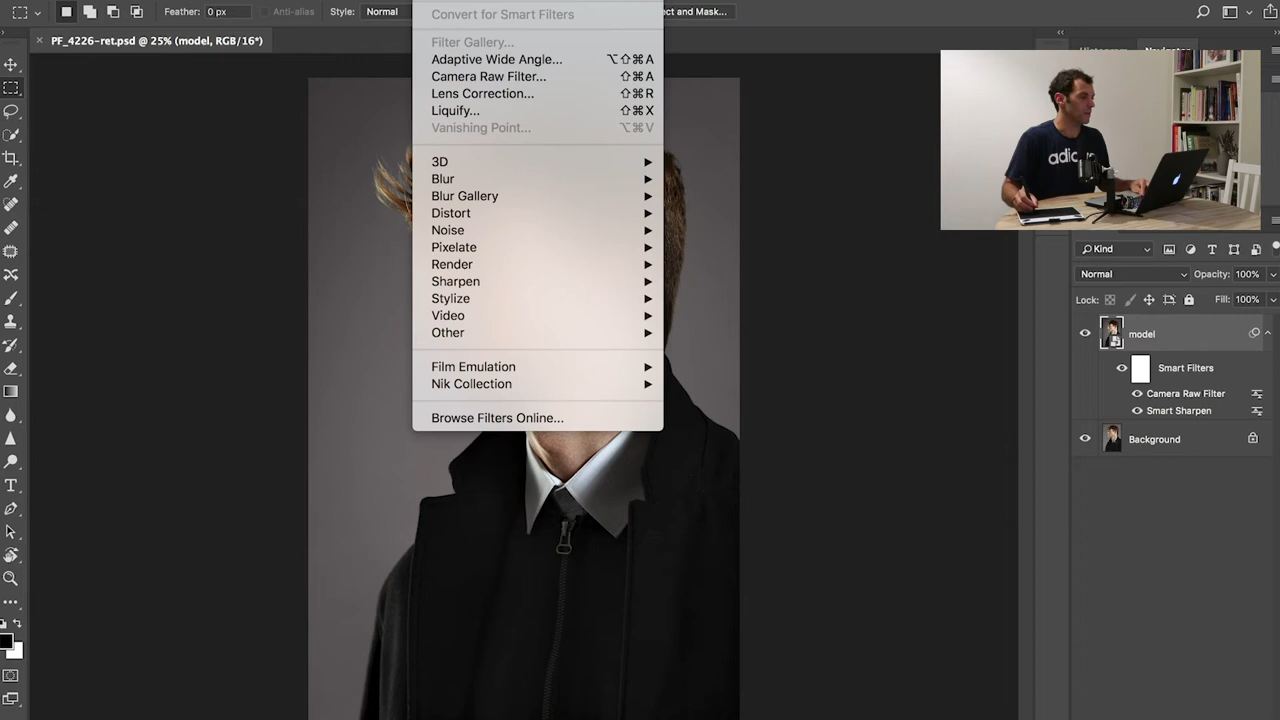 Feather: 0 px
Anti-alias
Style: Normal
ct and Mask...
× PF_4226-ret.psd @ 25% (model, RGB/16*)
Convert for Smart Filters
Filter Gallery...
Adaptive Wide Angle... ⌥⇧⌘A
Camera Raw Filter... ⇧⌘A
Lens Correction... ⇧⌘R
Liquify... ⇧⌘X
Vanishing Point... ⌥⌘V
3D
Blur
Blur Gallery
Distort
Noise
Pixelate
Render
Sharpen
Stylize
Video
Other
Film Emulation
Nik Collection
Browse Filters Online...
adic
Kind
Normal
Opacity: 100%
Lock:
Fill: 100%
model
Smart Filters
Camera Raw Filter
Smart Sharpen
Background